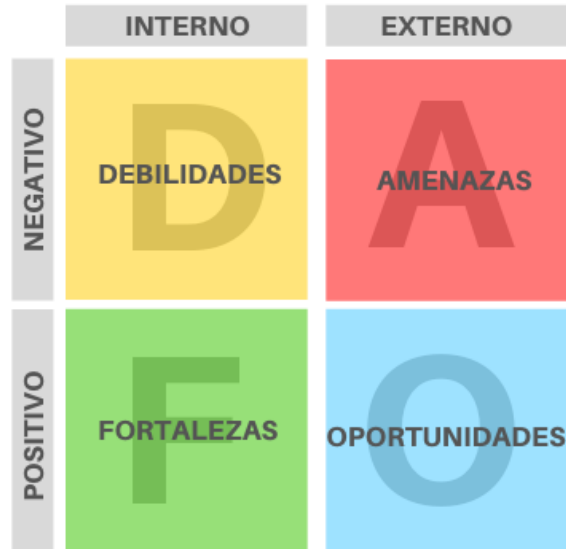 INTERNO
EXTERNO
NEGATIVO
D
DEBILIDADES
A
AMENAZAS
POSITIVO
F
FORTALEZAS
O
OPORTUNIDADES